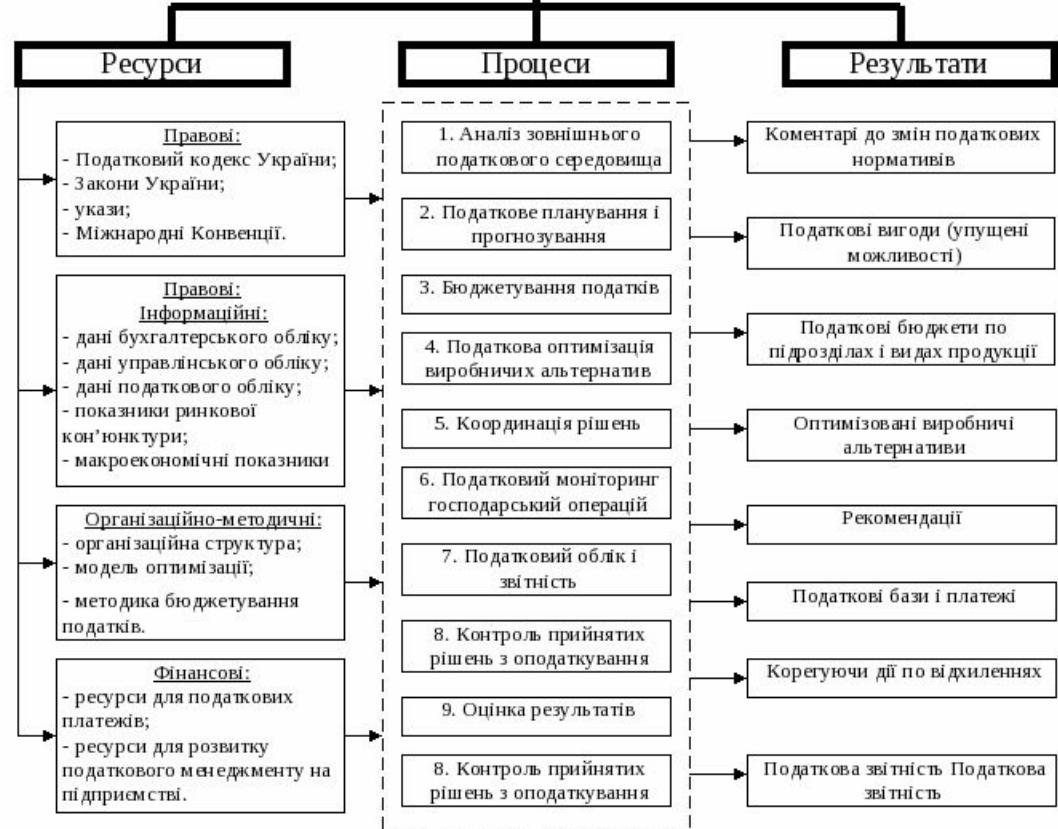 Ресурси
Процеси
Результати
Правові:
- Податковий кодекс України;
- Закони України;
- укази;
- Міжнародні Конвенції.
Правові:
Інформаційні:
- дані бухгалтерського обліку;
- дані управлінського обліку;
- дані податкового обліку;
- показники ринкової
кон’юнктури;
- макроекономічні показники
Організаційно-методичні:
- організаційна структура;
- модель оптимізації;
- методика бюджетування
податків.
Фінансові:
- ресурси для податкових
платежів;
- ресурси для розвитку
податкового менеджменту на
підприємстві.
1. Аналіз зовнішнього
податкового середовища
2. Податкове планування і
прогнозування
3. Бюджетування податків
4. Податкова оптимізація
виробничих альтернатив
5. Координація рішень
6. Податковий моніторинг
господарський операцій
7. Податковий облік і
звітність
8. Контроль прийнятих
рішень з оподаткування
9. Оцінка результатів
8. Контроль прийнятих
рішень з оподаткування
Коментарі до змін податкових
нормативів
Податкові вигоди (упущені
можливості)
Податкові бюджети по
підрозділах і видах продукції
Оптимізовані виробничі
альтернативи
Рекомендації
Податкові бази і платежі
Корегуючи дії по відхиленнях
Податкова звітність Податкова
звітність